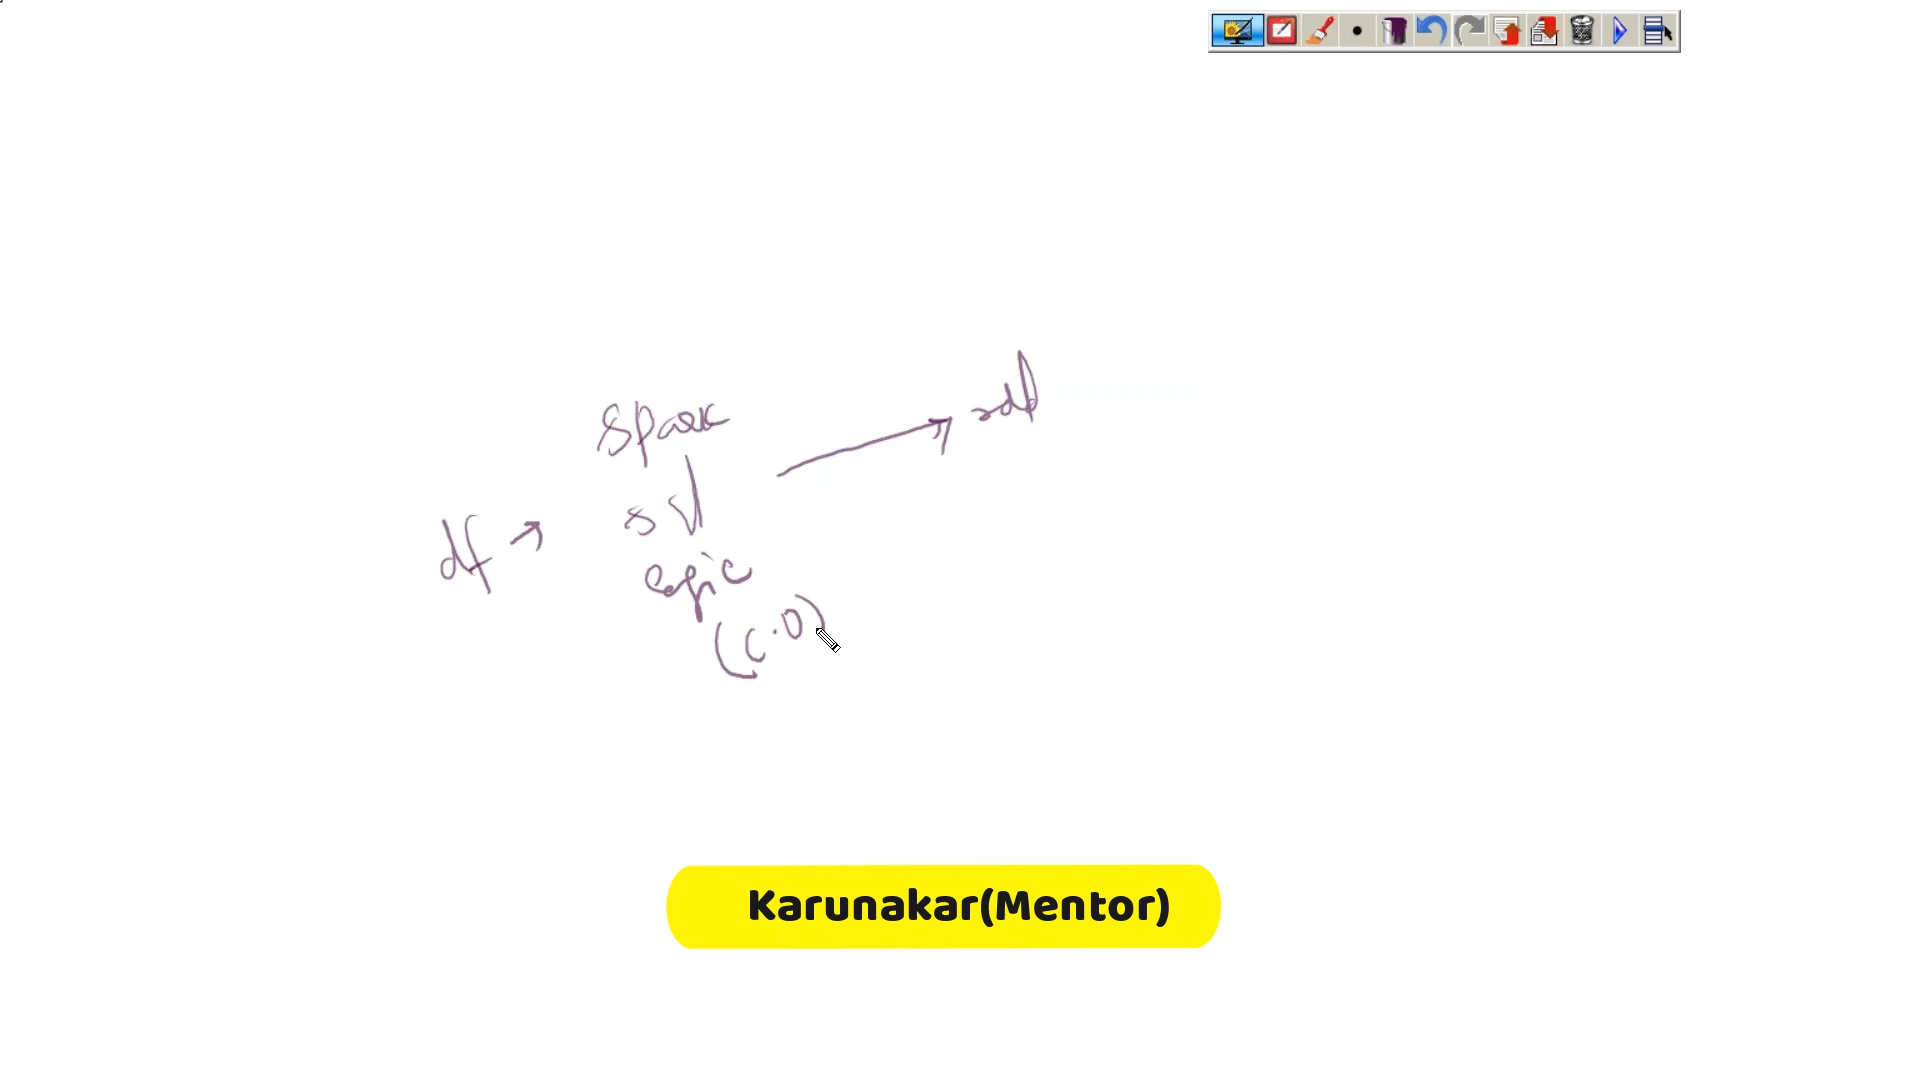 spark
rdd
sql
df →
logic
(C.O)
Karunakar(Mentor)